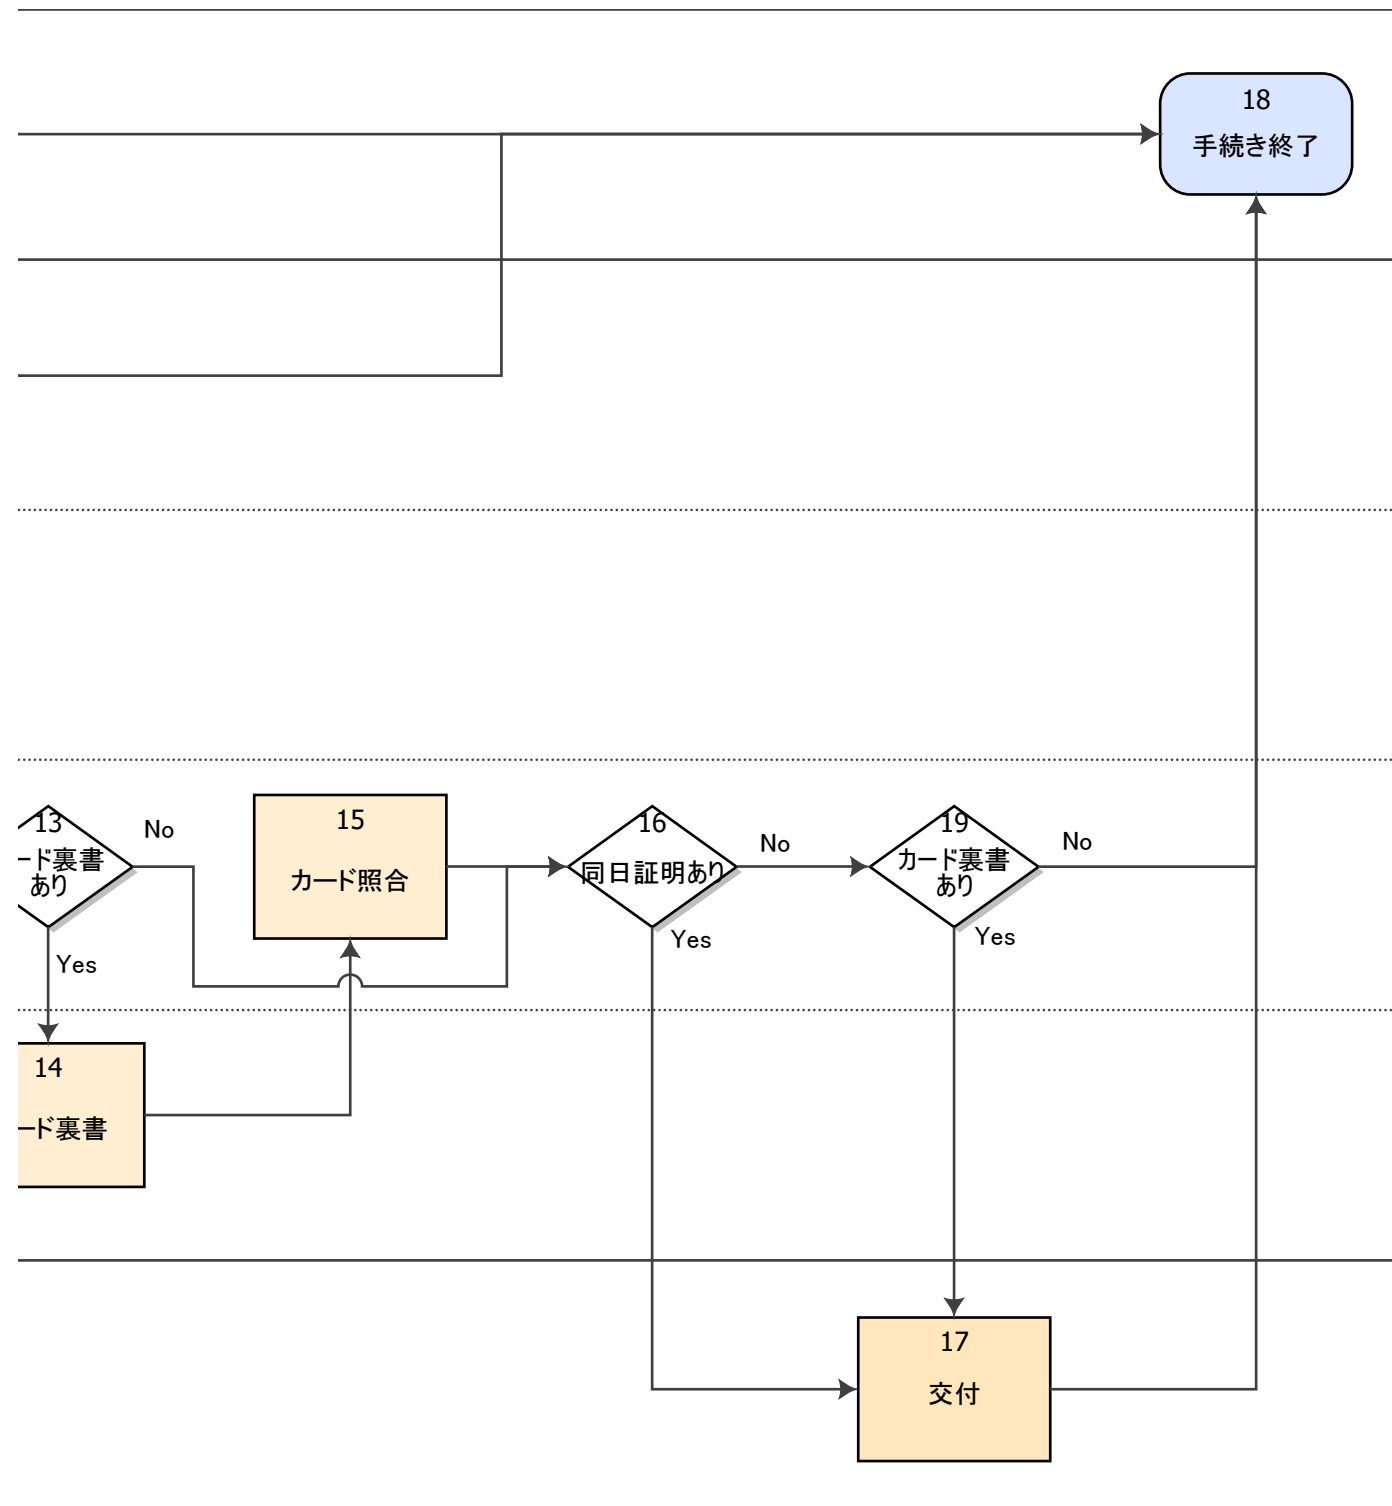 18
手続き終了
13
ード裏書
あり
No
Yes
15
カード照合
16
同日証明あり
No
Yes
19
カード裏書
あり
No
Yes
14
ード裏書
17
交付